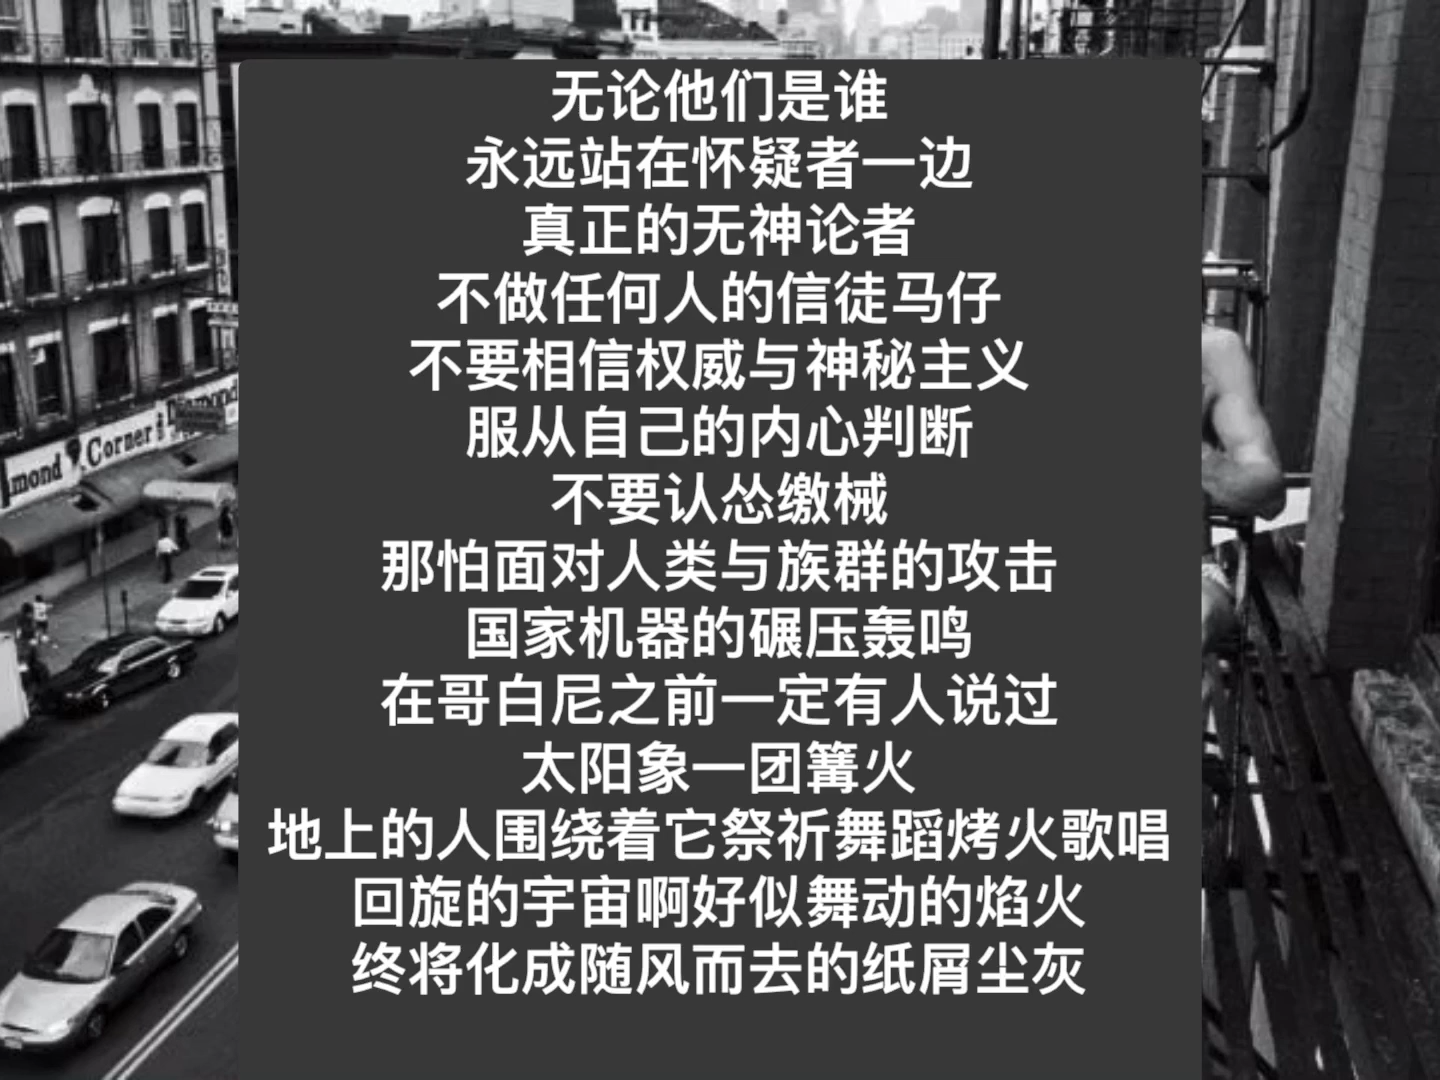 无论他们是谁
永远站在怀疑者一边
真正的无神论者
不做任何人的信徒马仔
不要相信权威与神秘主义
服从自己的内心判断
不要认怂缴械
那怕面对人类与族群的攻击
国家机器的碾压轰鸣
在哥白尼之前一定有人说过
太阳象一团篝火
地上的人围绕着它祭祈舞蹈烤火歌唱
回旋的宇宙啊好似舞动的焰火
终将化成随风而去的纸屑尘灰
mond Corner Diamond